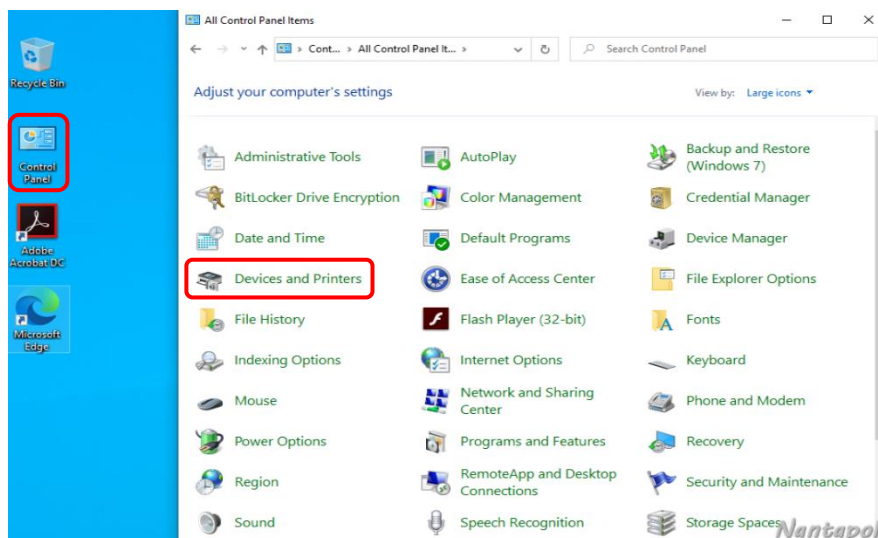 All Control Panel Items
Cont... > All Control Panel It... >
Search Control Panel
Recycle Bin
Control
Panel
Adobe
Acrobat DC
Microsoft
Edge
Adjust your computer's settings
View by: Large icons
Administrative Tools
AutoPlay
Backup and Restore
(Windows 7)
BitLocker Drive Encryption
Color Management
Credential Manager
Date and Time
Default Programs
Device Manager
Devices and Printers
Ease of Access Center
File Explorer Options
File History
Flash Player (32-bit)
Fonts
Indexing Options
Internet Options
Keyboard
Mouse
Network and Sharing
Center
Phone and Modem
Power Options
Programs and Features
Recovery
Region
RemoteApp and Desktop
Connections
Security and Maintenance
Sound
Speech Recognition
Storage Spaces
Nantapol